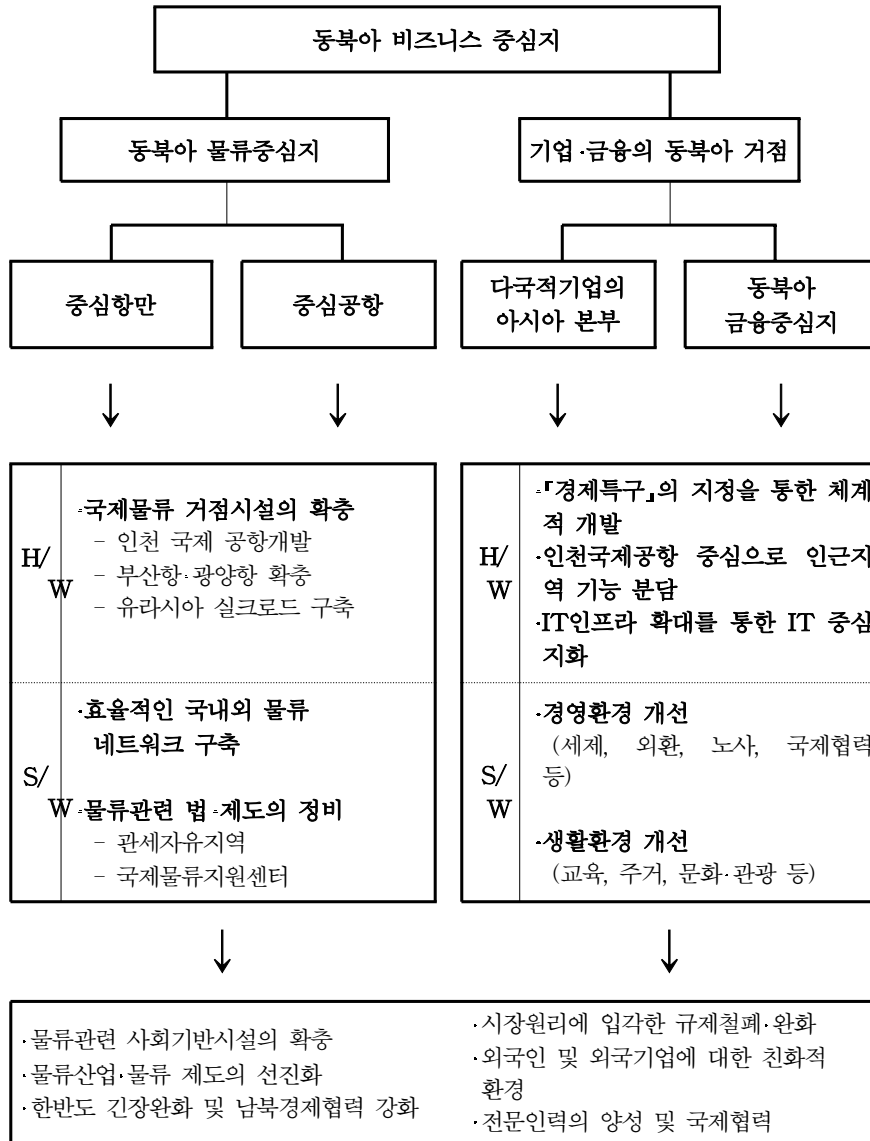 동북아 비즈니스 중심지
동북아 물류중심지
기업·금융의 동북아 거점
중심항만
중심공항
다국적기업의
아시아 본부
동북아
금융중심지
H/
W
·국제물류 거점시설의 확충
- 인천 국제 공항개발
- 부산항·광양항 확충
- 유라시아 실크로드 구축
S/
W
·효율적인 국내외 물류
네트워크 구축
·물류관련 법·제도의 정비
- 관세자유지역
- 국제물류지원센터
H/
W
·『경제특구』의 지정을 통한 체계
적 개발
·인천국제공항 중심으로 인근지
역 기능 분담
·IT인프라 확대를 통한 IT 중심
지화
S/
W
·경영환경 개선
(세제, 외환, 노사, 국제협력
등)
·생활환경 개선
(교육, 주거, 문화·관광 등)
·물류관련 사회기반시설의 확충
·물류산업·물류 제도의 선진화
·한반도 긴장완화 및 남북경제협력 강화
·시장원리에 입각한 규제철폐·완화
·외국인 및 외국기업에 대한 친화적
환경
·전문인력의 양성 및 국제협력